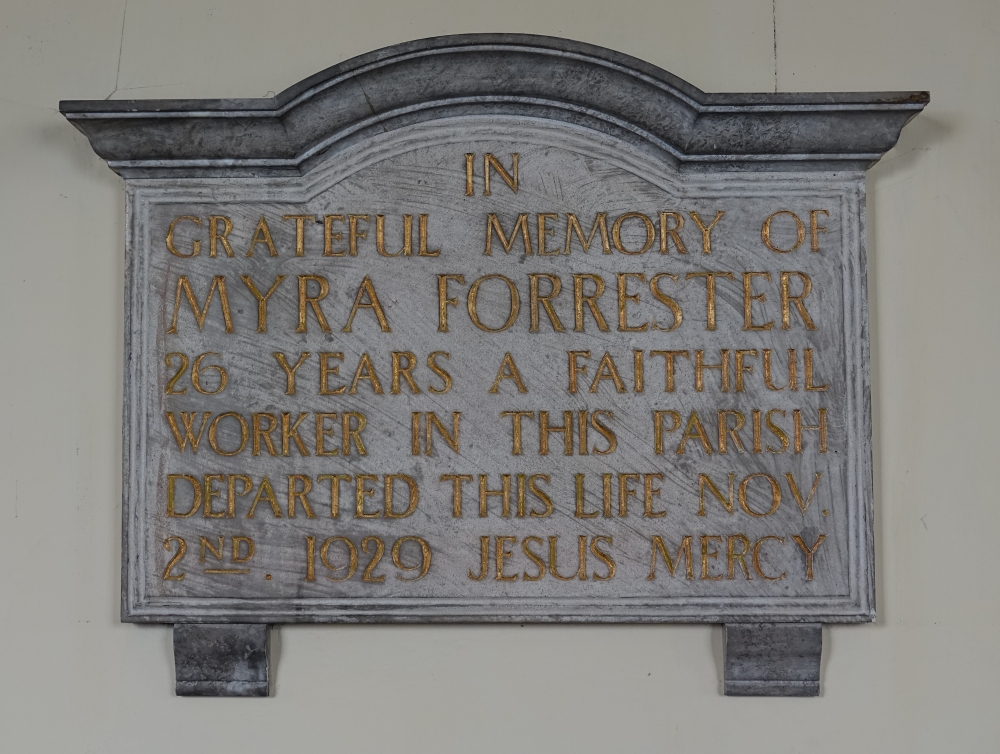 IN
GRATEFUL MEMORY OF
MYRA FORRESTER
26 YEARS A FAITHFUL
WORKER IN THIS PARISH
DEPARTED THIS LIFE NOV.
2ND. 1929 JESUS MERCY